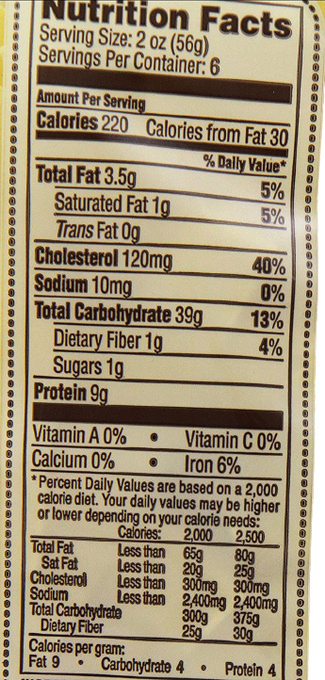 Nutrition Facts
Serving Size: 2 oz (56g)
Servings Per Container: 6
Amount Per Serving
Calories 220 Calories from Fat 30
% Daily Value*
Total Fat 3.5g 5%
Saturated Fat 1g 5%
Trans Fat 0g
Cholesterol 120mg 40%
Sodium 10mg 0%
Total Carbohydrate 39g 13%
Dietary Fiber 1g 4%
Sugars 1g
Protein 9g
Vitamin A 0% • Vitamin C 0%
Calcium 0% • Iron 6%
*Percent Daily Values are based on a 2,000
calorie diet. Your daily values may be higher
or lower depending on your calorie needs:
Calories: 2,000 2,500
Total Fat Less than 65g 80g
Sat Fat Less than 20g 25g
Cholesterol Less than 300mg 300mg
Sodium Less than 2,400mg 2,400mg
Total Carbohydrate 300g 375g
Dietary Fiber 25g 30g
Calories per gram:
Fat 9 • Carbohydrate 4 • Protein 4